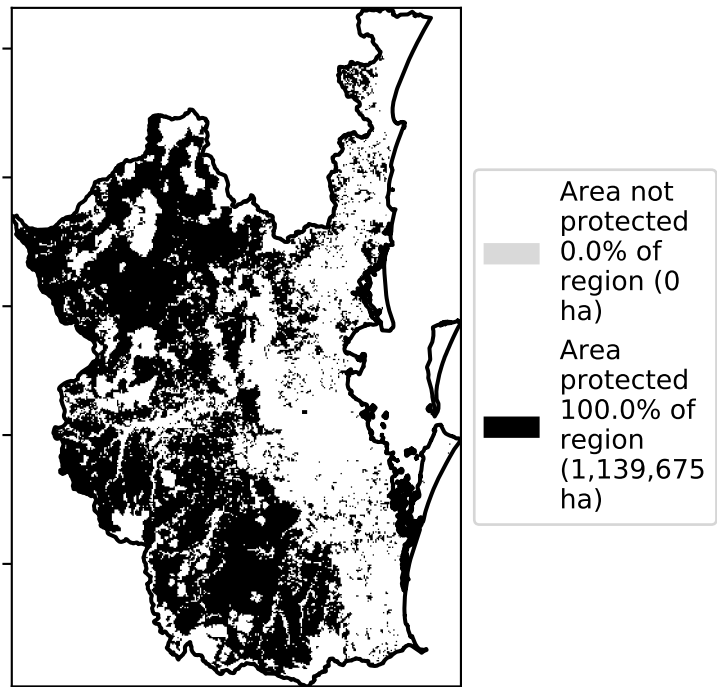 Area not
protected
0.0% of
region (0
ha)
Area
protected
100.0% of
region
(1,139,675
ha)